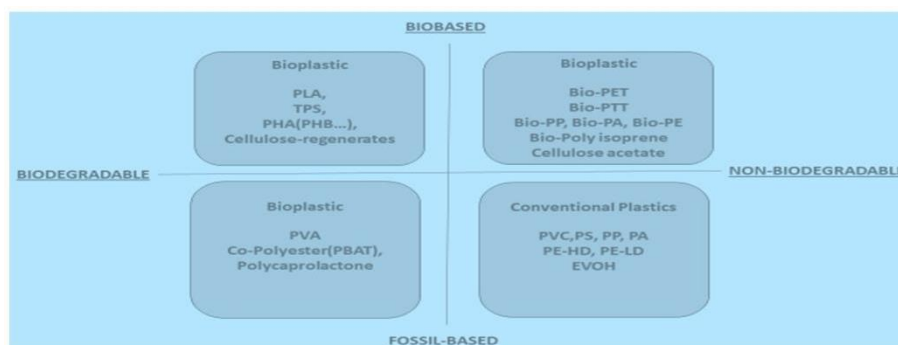 BIOBASED
Bioplastic
PLA,
TPS,
PHA(PHB...),
Cellulose-regenerates
Bioplastic
Bio-PET
Bio-PTT
Bio-PP, Bio-PA, Bio-PE
Bio-Poly isoprene
Cellulose acetate
BIODEGRADABLE
NON-BIODEGRADABLE
Bioplastic
PVA
Co-Polyester(PBAT),
Polycaprolactone
Conventional Plastics
PVC,PS, PP, PA
PE-HD, PE-LD
EVOH
FOSSIL-BASED